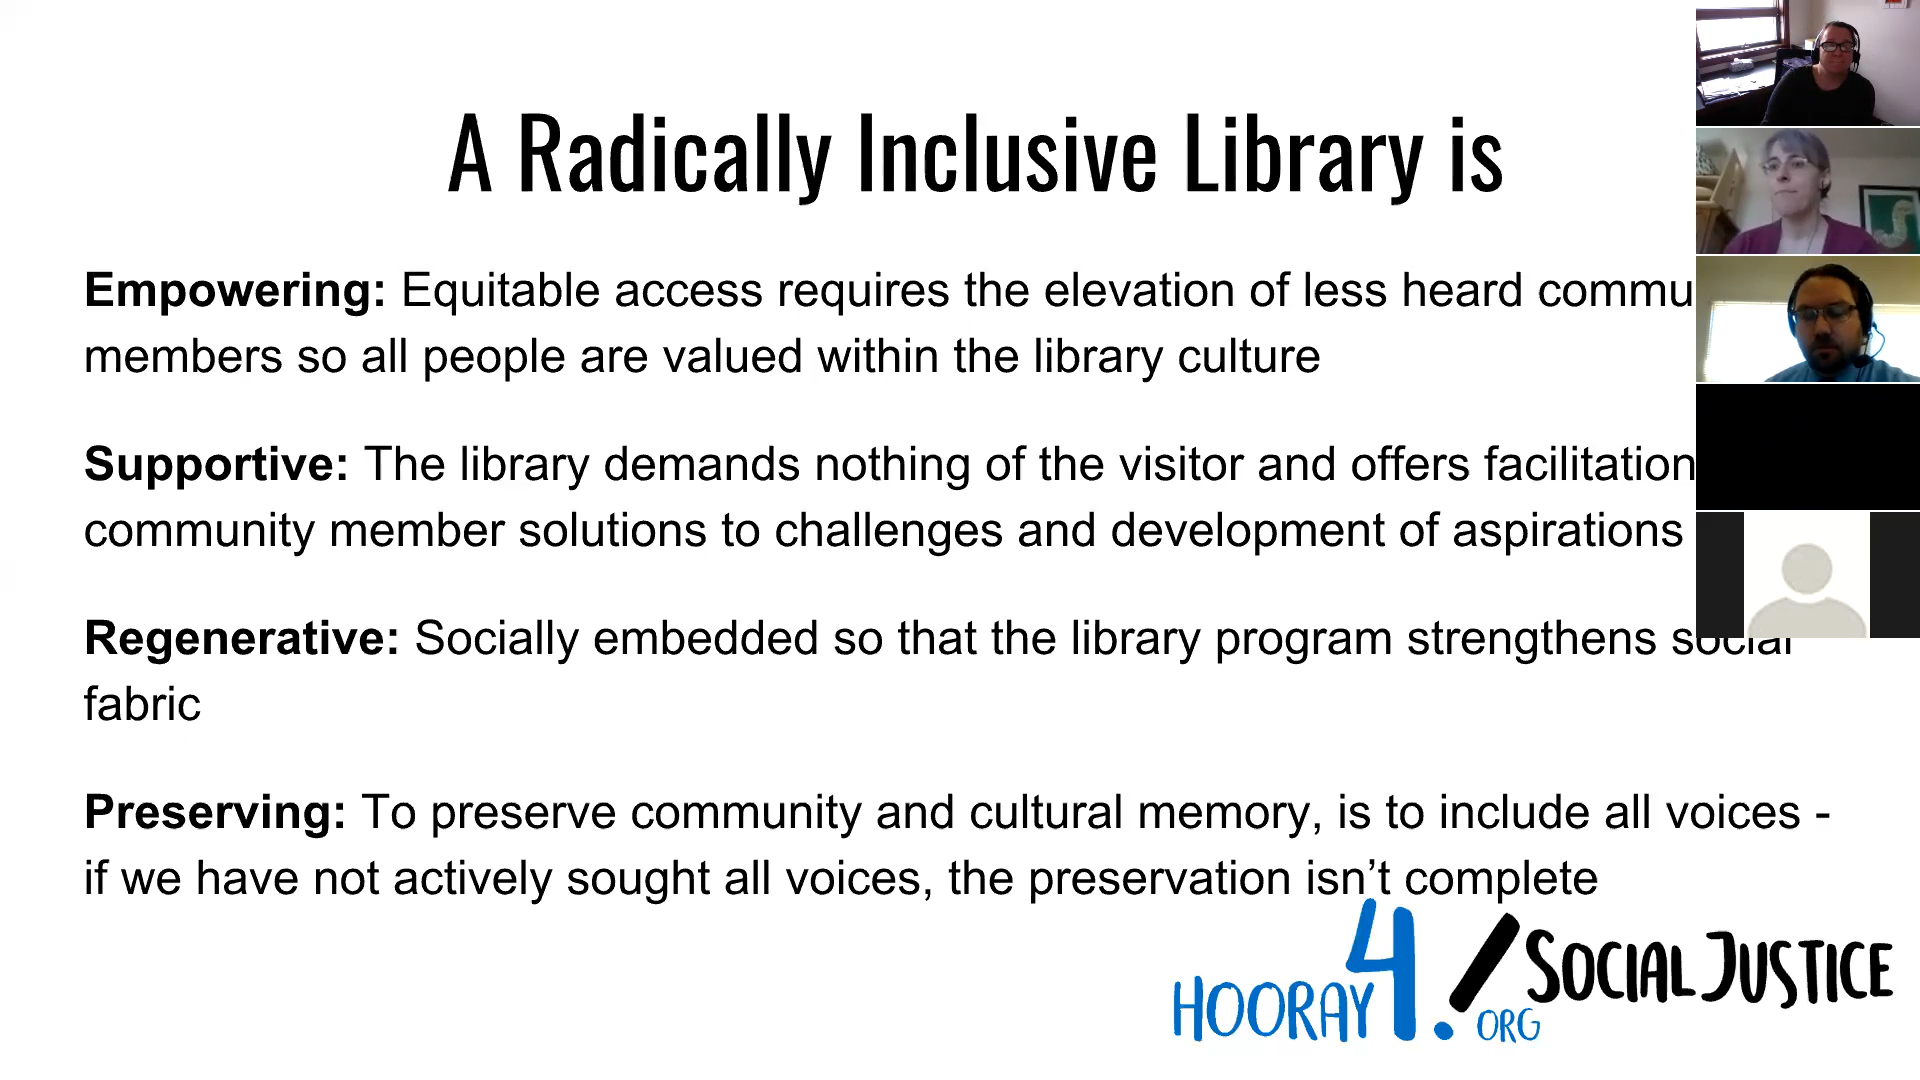 A Radically Inclusive Library is
Empowering: Equitable access requires the elevation of less heard commu
members so all people are valued within the library culture
Supportive: The library demands nothing of the visitor and offers facilitation
community member solutions to challenges and development of aspirations
Regenerative: Socially embedded so that the library program strengthens social
fabric
Preserving: To preserve community and cultural memory, is to include all voices -
if we have not actively sought all voices, the preservation isn’t complete
HOORAY 4 ! SOCIAL JUSTICE
.ORG